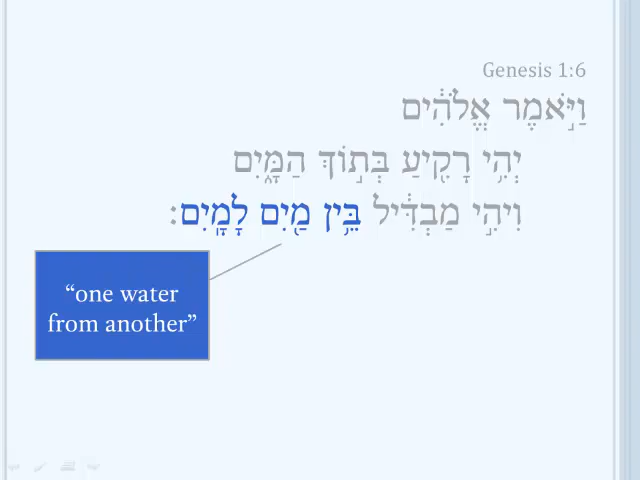 Genesis 1:6
וַיֹּ֣אמֶר אֱלֹהִ֔ים
יְהִ֥י רָקִ֖יעַ בְּת֣וֹךְ הַמָּ֑יִם
וִיהִ֣י מַבְדִּ֔יל בֵּ֥ין מַ֖יִם לָמָֽיִם׃
“one water
from another”